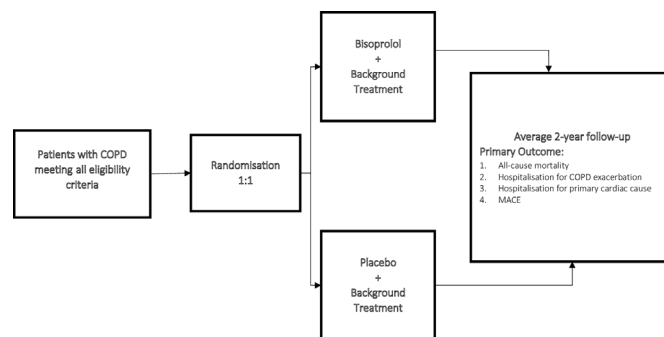 Patients with COPD
meeting all eligibility
criteria
Randomisation
1:1
Bisoprolol
+
Background
Treatment
Placebo
+
Background
Treatment
Average 2-year follow-up
Primary Outcome:
1. All-cause mortality
2. Hospitalisation for COPD exacerbation
3. Hospitalisation for primary cardiac cause
4. MACE